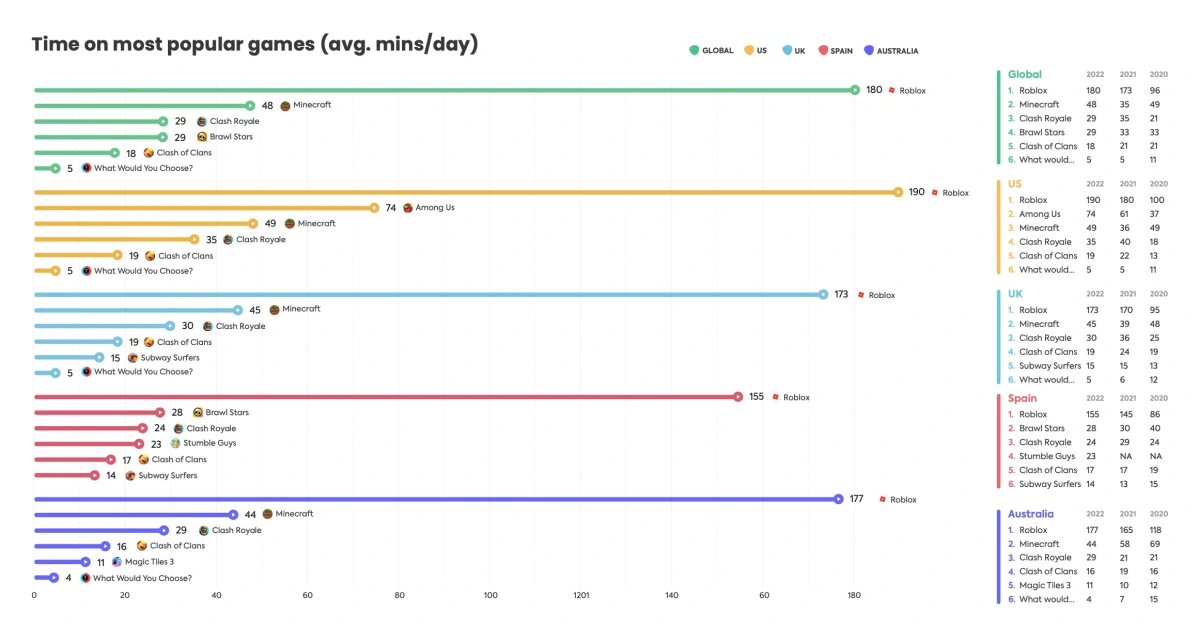 Time on most popular games (avg. mins/day)
GLOBAL US UK SPAIN AUSTRALIA
180 Roblox
48 Minecraft
29 Clash Royale
29 Brawl Stars
18 Clash of Clans
5 What Would You Choose?
190 Roblox
74 Among Us
49 Minecraft
35 Clash Royale
19 Clash of Clans
5 What Would You Choose?
173 Roblox
45 Minecraft
30 Clash Royale
19 Clash of Clans
15 Subway Surfers
5 What Would You Choose?
155 Roblox
28 Brawl Stars
24 Clash Royale
23 Stumble Guys
17 Clash of Clans
14 Subway Surfers
177 Roblox
44 Minecraft
29 Clash Royale
16 Clash of Clans
11 Magic Tiles 3
4 What Would You Choose?
0 20 40 60 80 100 1201 140 60 180
Global 2022 2021 2020
1. Roblox 180 173 96
2. Minecraft 48 35 49
3. Clash Royale 29 35 21
4. Brawl Stars 29 33 33
5. Clash of Clans 18 21 21
6. What would... 5 5 11
US 2022 2021 2020
1. Roblox 190 180 100
2. Among Us 74 61 37
3. Minecraft 49 36 49
4. Clash Royale 35 40 18
5. Clash of Clans 19 22 13
6. What would... 5 5 11
UK 2022 2021 2020
1. Roblox 173 170 95
2. Minecraft 45 39 48
3. Clash Royale 30 36 25
4. Clash of Clans 19 24 19
5. Subway Surfers 15 15 13
6. What would... 5 6 12
Spain 2022 2021 2020
1. Roblox 155 145 86
2. Brawl Stars 28 30 40
3. Clash Royale 24 29 24
4. Stumble Guys 23 NA NA
5. Clash of Clans 17 17 19
6. Subway Surfers 14 13 15
Australia 2022 2021 2020
1. Roblox 177 165 118
2. Minecraft 44 58 69
3. Clash Royale 29 21 21
4. Clash of Clans 16 19 16
5. Magic Tiles 3 11 10 12
6. What would... 4 7 15